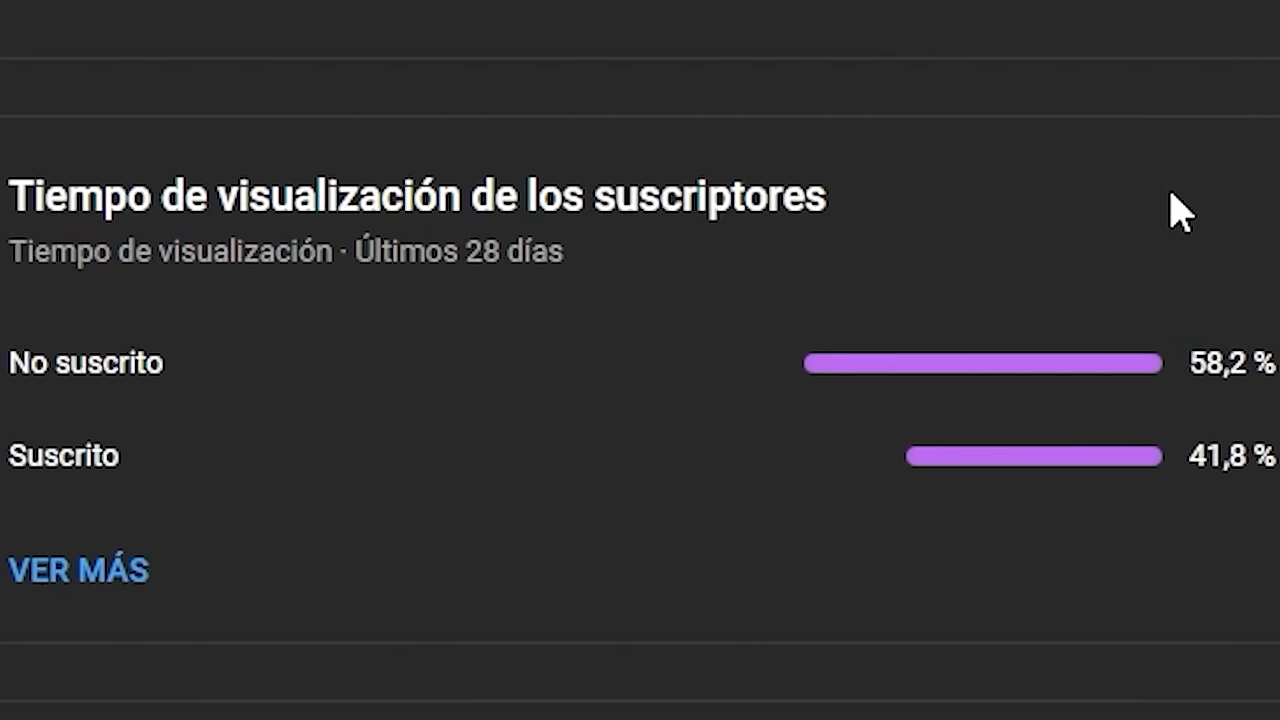 Tiempo de visualización de los suscriptores
Tiempo de visualización · Últimos 28 días
No suscrito 58,2 %
Suscrito 41,8 %
VER MÁS